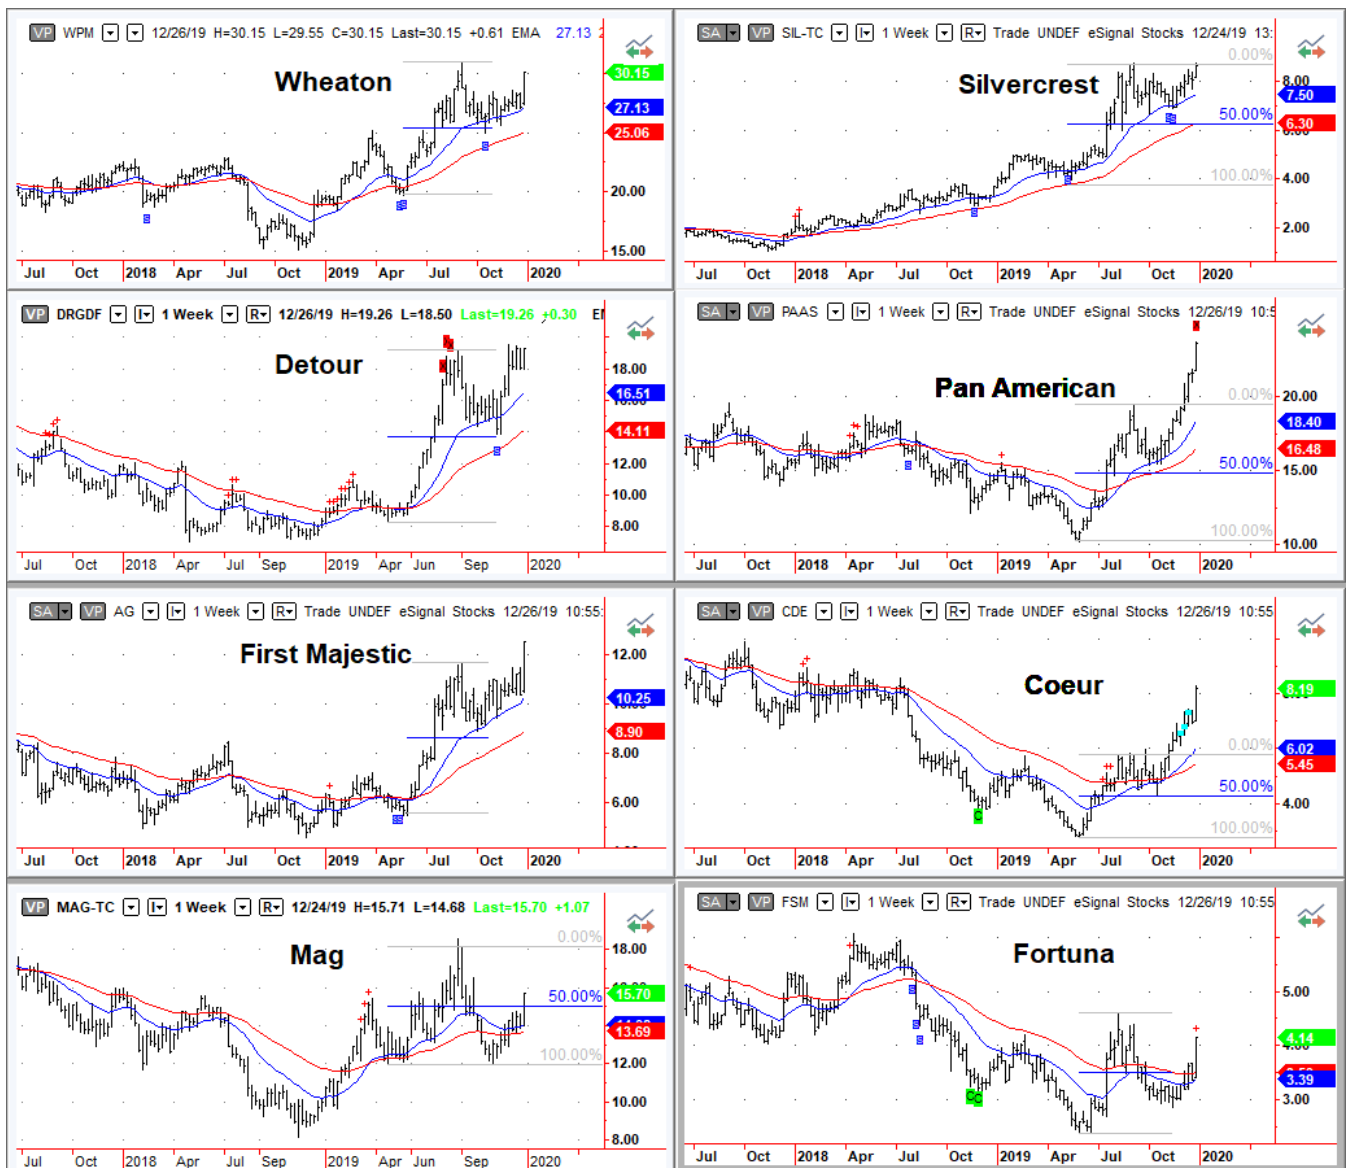 VP WPM 12/26/19 H=30.15 L=29.55 C=30.15 Last=30.15 +0.61 EMA 27.13
Wheaton
30.15
27.13
25.06
20.00
15.00
Jul Oct 2018 Apr Jul Oct 2019 Apr Jul Oct 2020
SA VP SIL-TC I 1 Week R Trade UNDEF eSignal Stocks 12/24/19 13:
Silvercrest
0.00%
8.00
7.50
50.00%
6.30
100.00%
4.00
2.00
Jul Oct 2018 Apr Jul Oct 2019 Apr Jul Oct 2020
VP DRGDF I 1 Week R 12/26/19 H=19.26 L=18.50 Last=19.26 +0.30
Detour
18.00
16.51
14.11
12.00
10.00
8.00
Jul Oct 2018 Apr Jul Sep 2019 Apr Jun Sep 2020
SA VP PAAS I 1 Week R Trade UNDEF eSignal Stocks 12/26/19
Pan American
0.00%
20.00
18.40
16.48
50.00%
15.00
100.00%
10.00
Jul Oct 2018 Apr Jul Oct 2019 Apr Jul Oct 2020
SA VP AG I 1 Week R Trade UNDEF eSignal Stocks 12/26/19 10:55:
First Majestic
12.00
10.25
8.90
8.00
6.00
Jul Oct 2018 Apr Jul Oct 2019 Apr Jul Oct 2020
SA VP CDE I 1 Week R Trade UNDEF eSignal Stocks 12/26/19 10:55
Coeur
8.19
0.00%
6.02
5.45
50.00%
4.00
100.00%
C
Jul Oct 2018 Apr Jul Oct 2019 Apr Jul Oct 2020
VP MAG-TC I 1 Week R 12/24/19 H=15.71 L=14.68 Last=15.70 +1.07
Mag
0.00%
18.00
50.00%
15.70
13.69
100.00%
12.00
10.00
8.00
Jul Oct 2018 Apr Jul Sep 2019 Apr Jun Sep 2020
SA VP FSM I 1 Week R Trade UNDEF eSignal Stocks 12/26/19 10:55
Fortuna
5.00
4.14
3.39
3.00
C C
Jul Oct 2018 Apr Jul Oct 2019 Apr Jul Oct 2020